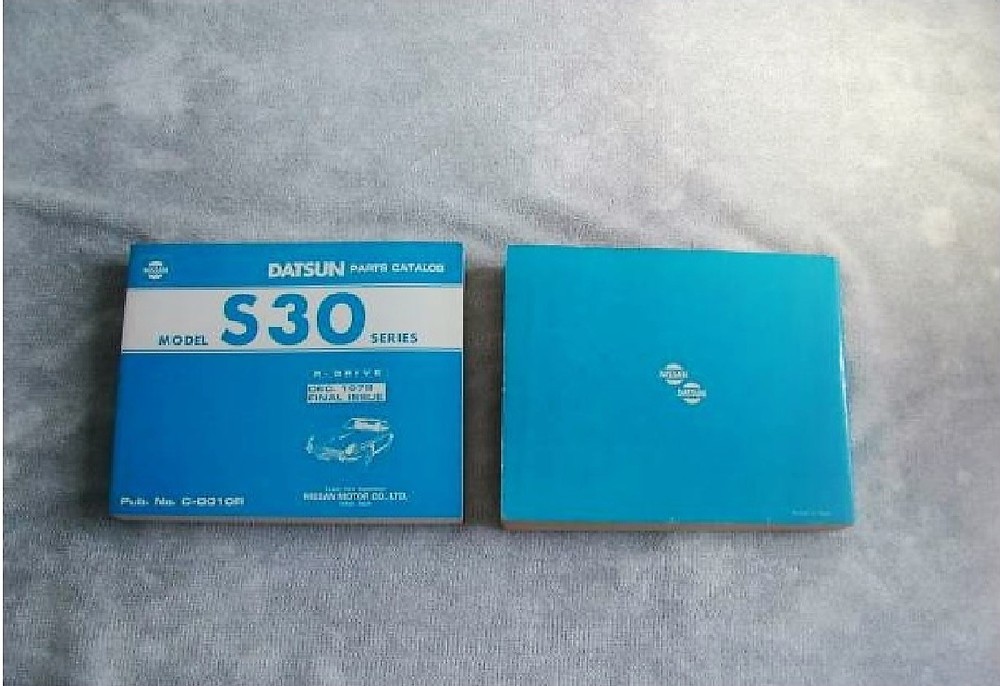 NISSAN
DATSUN PARTS CATALOG
MODEL S30 SERIES
R-DRIVE
DEC. 1978
FINAL ISSUE
NISSAN MOTOR CO., LTD.
Pub. No.
NISSAN
DATSUN